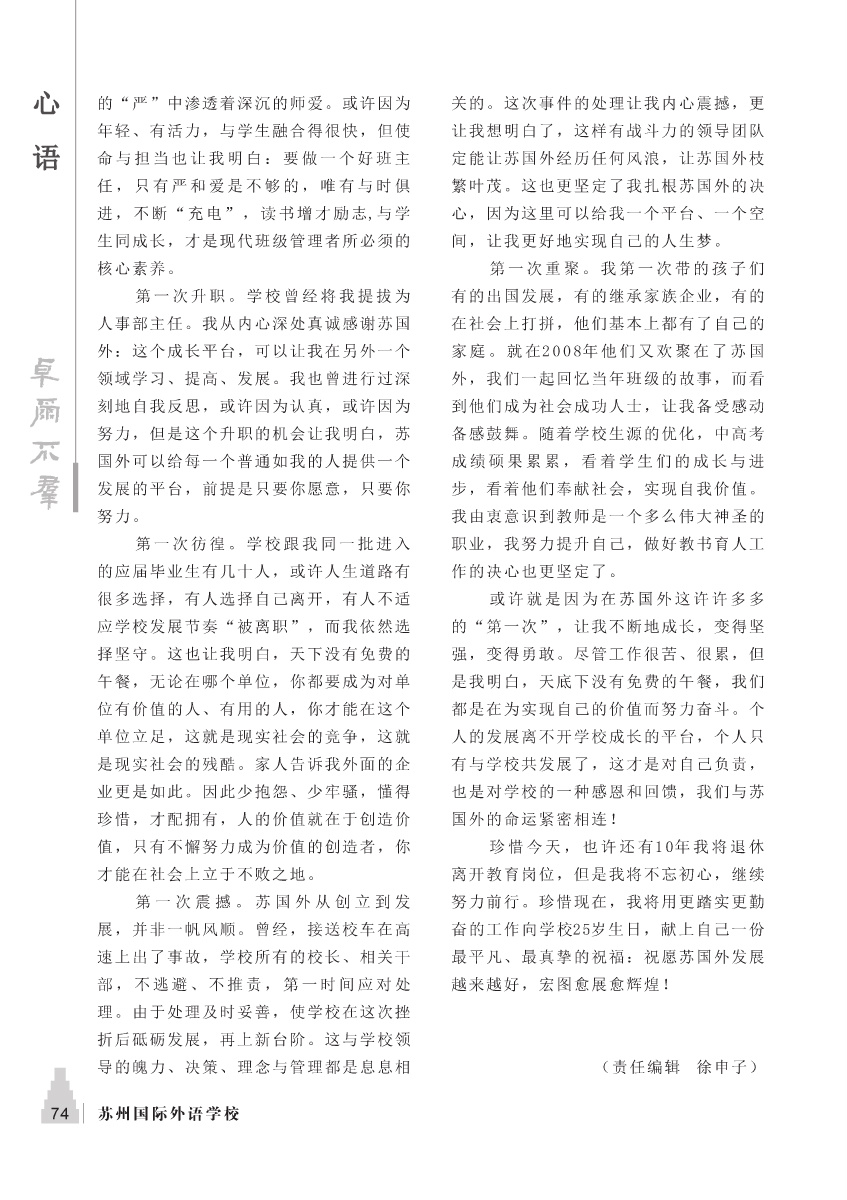 心
语
卓
尔
不
群
的“严”中渗透着深沉的师爱。或许因为
年轻、有活力，与学生融合得很快，但使
命与担当也让我明白：要做一个好班主
任，只有严和爱是不够的，唯有与时俱
进，不断“充电”，读书增才励志,与学
生同成长，才是现代班级管理者所必须的
核心素养。
第一次升职。学校曾经将我提拔为
人事部主任。我从内心深处真诚感谢苏国
外：这个成长平台，可以让我在另外一个
领域学习、提高、发展。我也曾进行过深
刻地自我反思，或许因为认真，或许因为
努力，但是这个升职的机会让我明白，苏
国外可以给每一个普通如我的人提供一个
发展的平台，前提是只要你愿意，只要你
努力。
第一次彷徨。学校跟我同一批进入
的应届毕业生有几十人，或许人生道路有
很多选择，有人选择自己离开，有人不适
应学校发展节奏“被离职”，而我依然选
择坚守。这也让我明白，天下没有免费的
午餐，无论在哪个单位，你都要成为对单
位有价值的人、有用的人，你才能在这个
单位立足，这就是现实社会的竞争，这就
是现实社会的残酷。家人告诉我外面的企
业更是如此。因此少抱怨、少牢骚，懂得
珍惜，才配拥有，人的价值就在于创造价
值，只有不懈努力成为价值的创造者，你
才能在社会上立于不败之地。
第一次震撼。苏国外从创立到发
展，并非一帆风顺。曾经，接送校车在高
速上出了事故，学校所有的校长、相关干
部，不逃避、不推责，第一时间应对处
理。由于处理及时妥善，使学校在这次挫
折后砥砺发展，再上新台阶。这与学校领
导的魄力、决策、理念与管理都是息息相
关的。这次事件的处理让我内心震撼，更
让我想明白了，这样有战斗力的领导团队
定能让苏国外经历任何风浪，让苏国外枝
繁叶茂。这也更坚定了我扎根苏国外的决
心，因为这里可以给我一个平台、一个空
间，让我更好地实现自己的人生梦。
第一次重聚。我第一次带的孩子们
有的出国发展，有的继承家族企业，有的
在社会上打拼，他们基本上都有了自己的
家庭。就在2008年他们又欢聚在了苏国
外，我们一起回忆当年班级的故事，而看
到他们成为社会成功人士，让我备受感动
备感鼓舞。随着学校生源的优化，中高考
成绩硕果累累，看着学生们的成长与进
步，看着他们奉献社会，实现自我价值。
我由衷意识到教师是一个多么伟大神圣的
职业，我努力提升自己，做好教书育人工
作的决心也更坚定了。
或许就是因为在苏国外这许许多多
的“第一次”，让我不断地成长，变得坚
强，变得勇敢。尽管工作很苦、很累，但
是我明白，天底下没有免费的午餐，我们
都是在为实现自己的价值而努力奋斗。个
人的发展离不开学校成长的平台，个人只
有与学校共发展了，这才是对自己负责，
也是对学校的一种感恩和回馈，我们与苏
国外的命运紧密相连！
珍惜今天，也许还有10年我将退休
离开教育岗位，但是我将不忘初心，继续
努力前行。珍惜现在，我将用更踏实更勤
奋的工作向学校25岁生日，献上自己一份
最平凡、最真挚的祝福：祝愿苏国外发展
越来越好，宏图愈展愈辉煌！
（责任编辑　徐申子）
74 苏州国际外语学校